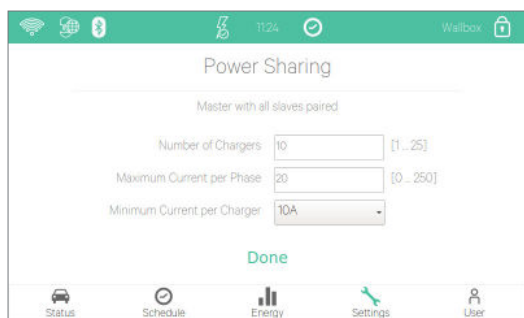 11:24 Wallbox
Power Sharing
Master with all slaves paired
Number of Chargers 10 [1...25]
Maximum Current per Phase 20 [0...250]
Minimum Current per Charger 10A
Done
Status Schedule Energy Settings User